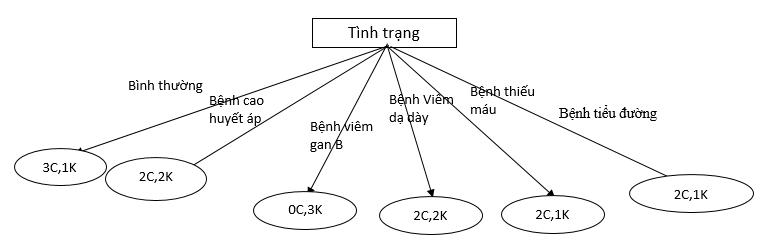 Tình trạng
Bình thường
Bệnh cao
huyết áp
Bệnh viêm
gan B
Bệnh Viêm
dạ dày
Bệnh thiếu
máu
Bệnh tiểu đường
3C,1K
2C,2K
0C,3K
2C,2K
2C,1K
2C,1K